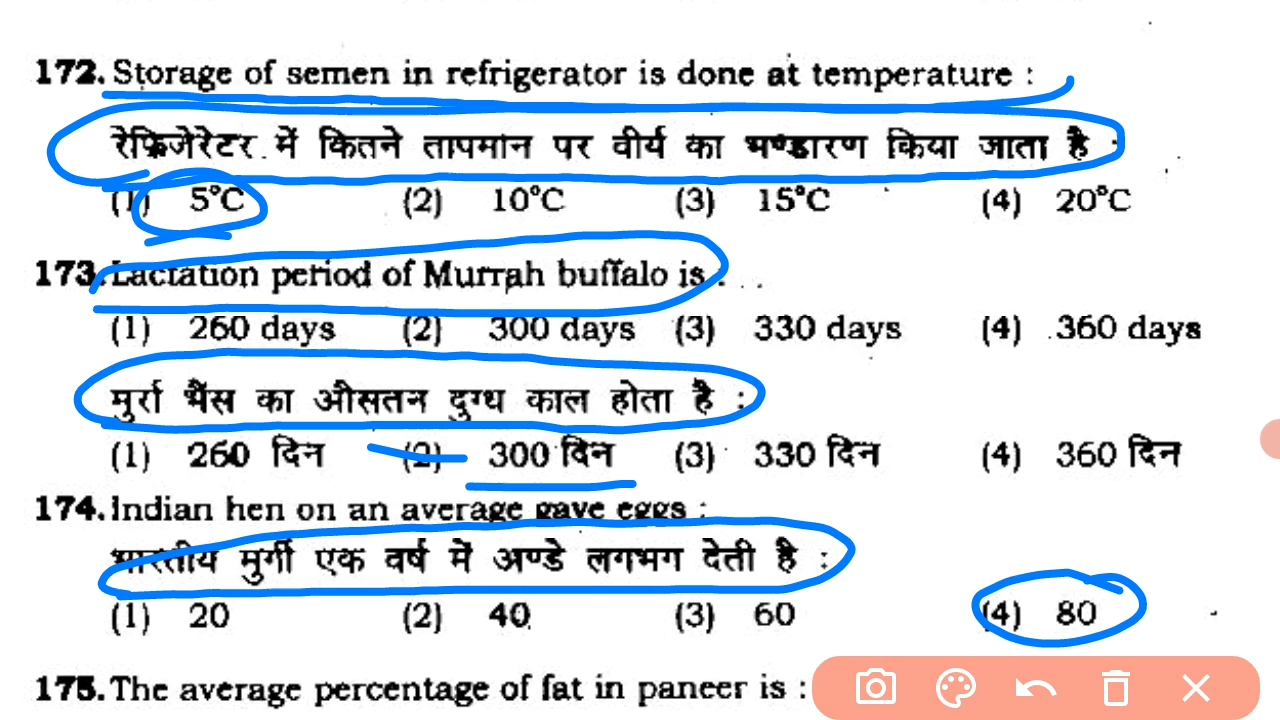 172. Storage of semen in refrigerator is done at temperature :
रेफ्रिजेरेटर में कितने तापमान पर वीर्य का भण्डारण किया जाता है :
(1) 5°C (2) 10°C (3) 15°C (4) 20°C
173. Lactation period of Murrah buffalo is :
(1) 260 days (2) 300 days (3) 330 days (4) 360 days
मुर्रा भैंस का औसतन दुग्ध काल होता है :
(1) 260 दिन (2) 300 दिन (3) 330 दिन (4) 360 दिन
174. Indian hen on an average gave eggs :
भारतीय मुर्गी एक वर्ष में अण्डे लगभग देती है :
(1) 20 (2) 40 (3) 60 (4) 80
175. The average percentage of fat in paneer is :